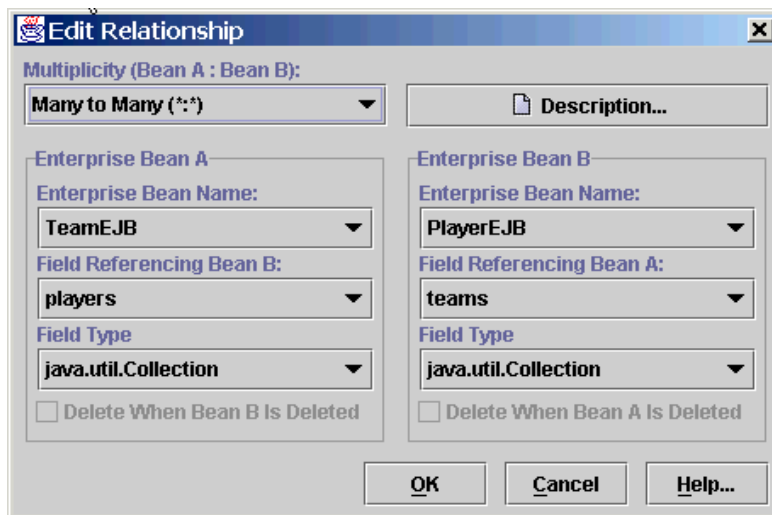 Edit Relationship
Multiplicity (Bean A : Bean B):
Many to Many (*:*)
Description...
Enterprise Bean A
Enterprise Bean Name:
TeamEJB
Field Referencing Bean B:
players
Field Type
java.util.Collection
Delete When Bean B Is Deleted
Enterprise Bean B
Enterprise Bean Name:
PlayerEJB
Field Referencing Bean A:
teams
Field Type
java.util.Collection
Delete When Bean A Is Deleted
OK
Cancel
Help...